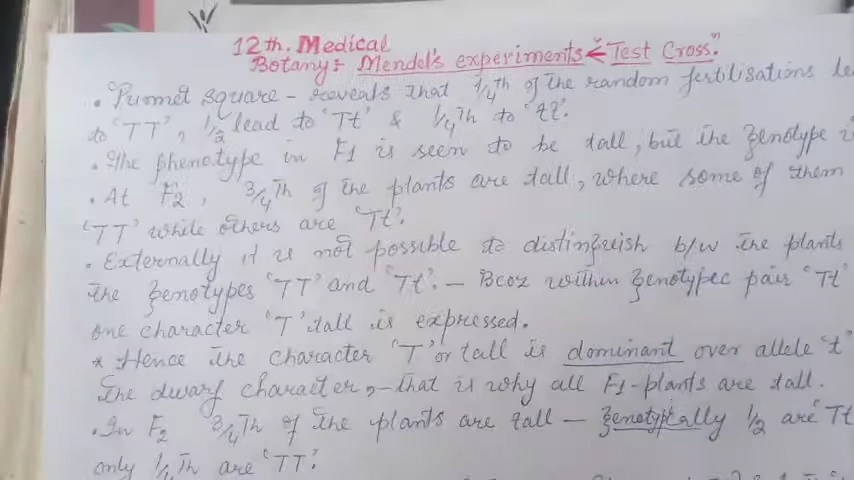 12th. Medical
Botany:- Mendel's experiments < "Test Cross".
• Punnet square - reveals that 1/4th of the random fertilisations le
to 'TT', 1/2 lead to 'Tt' & 1/4th to 'tt'.
• The phenotype in F1 is seen to be tall, but the genotype i
• At F2, 3/4th of the plants are tall, where some of them
'TT' while others are 'Tt'.
• Externally it is not possible to distinguish b/w the plants
the genotypes 'TT' and 'Tt'. - Bcoz within genotypec pair 'Tt'
one character 'T' tall is expressed.
* Hence the character 'T' or tall is dominant over allele 't'
the dwarf character, - that is why all F1-plants are tall.
• In F2 3/4th of the plants are tall - genotypically 1/2 are 'Tt
only 1/4th are 'TT'.